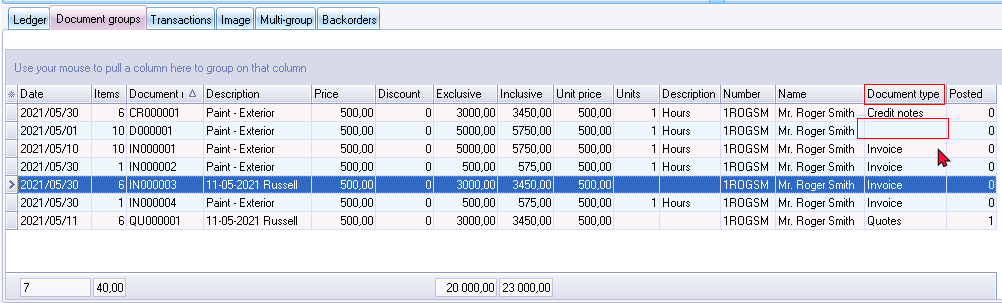 Ledger Document groups Transactions Image Multi-group Backorders
Use your mouse to pull a column here to group on that column
Date Items Document r Description Price Discount Exclusive Inclusive Unit price Units Description Number Name Document type Posted
2021/05/30 6 CR000001 Paint - Exterior 500,00 0 3000,00 3450,00 500,00 1 Hours 1ROGSM Mr. Roger Smith Credit notes 0
2021/05/01 10 D000001 Paint - Exterior 500,00 0 5000,00 5750,00 500,00 1 Hours 1ROGSM Mr. Roger Smith 0
2021/05/10 10 IN000001 Paint - Exterior 500,00 0 5000,00 5750,00 500,00 1 Hours 1ROGSM Mr. Roger Smith Invoice 0
2021/05/30 1 IN000002 Paint - Exterior 500,00 0 500,00 575,00 500,00 1 Hours 1ROGSM Mr. Roger Smith Invoice 0
2021/05/30 6 IN000003 11-05-2021 Russell 500,00 0 3000,00 3450,00 500,00 1ROGSM Mr. Roger Smith Invoice 0
2021/05/30 1 IN000004 Paint - Exterior 500,00 0 500,00 575,00 500,00 1 Hours 1ROGSM Mr. Roger Smith Invoice 0
2021/05/11 6 QU000001 11-05-2021 Russell 500,00 0 3000,00 3450,00 500,00 1ROGSM Mr. Roger Smith Quotes 1
7 40,00 20 000,00 23 000,00